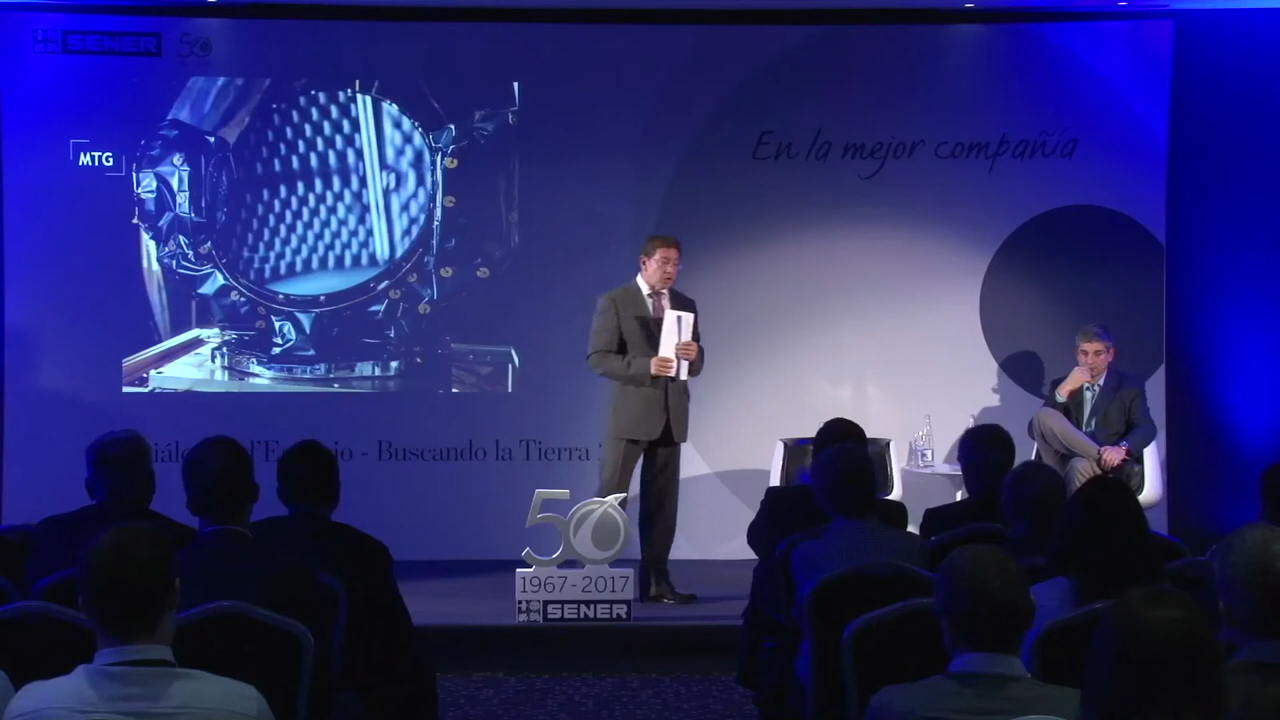 SENER 50
MTG
En la mejor compañía
- Buscando la Tierra
50
1967-2017
SENER